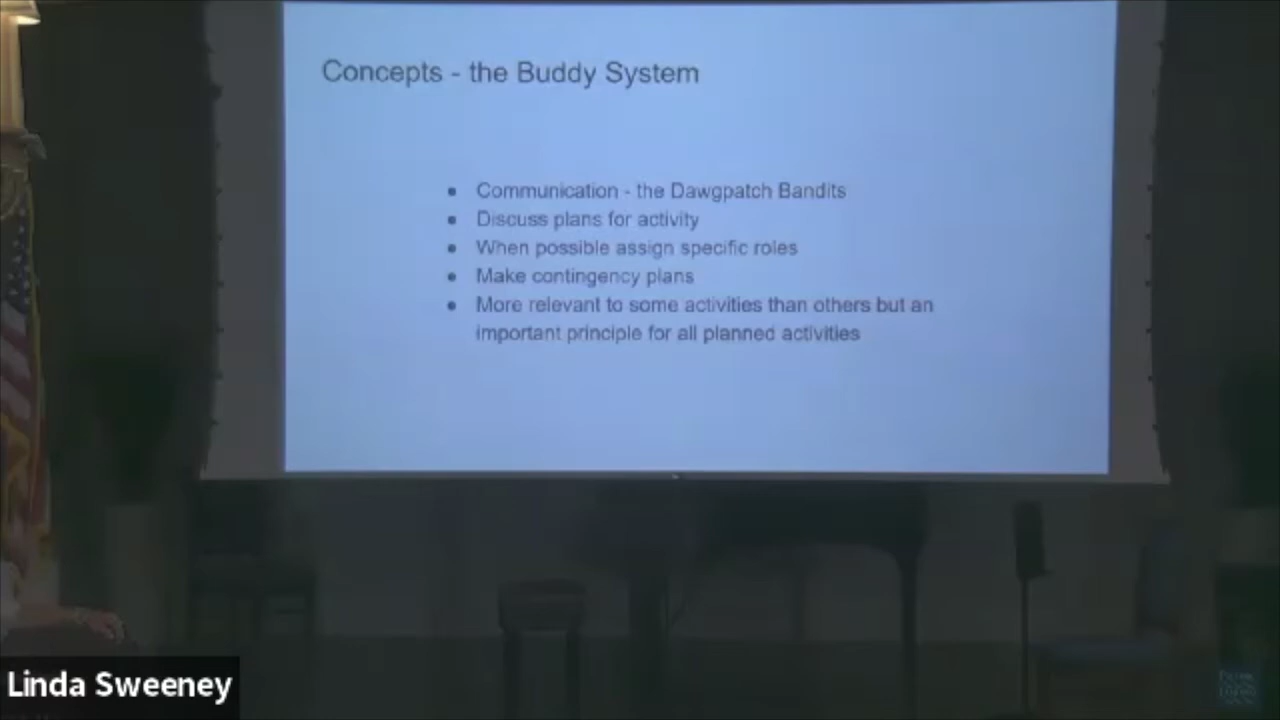 Concepts - the Buddy System
● Communication - the Dawgpatch Bandits
● Discuss plans for activity
● When possible assign specific roles
● Make contingency plans
● More relevant to some activities than others but an
important principle for all planned activities
Linda Sweeney